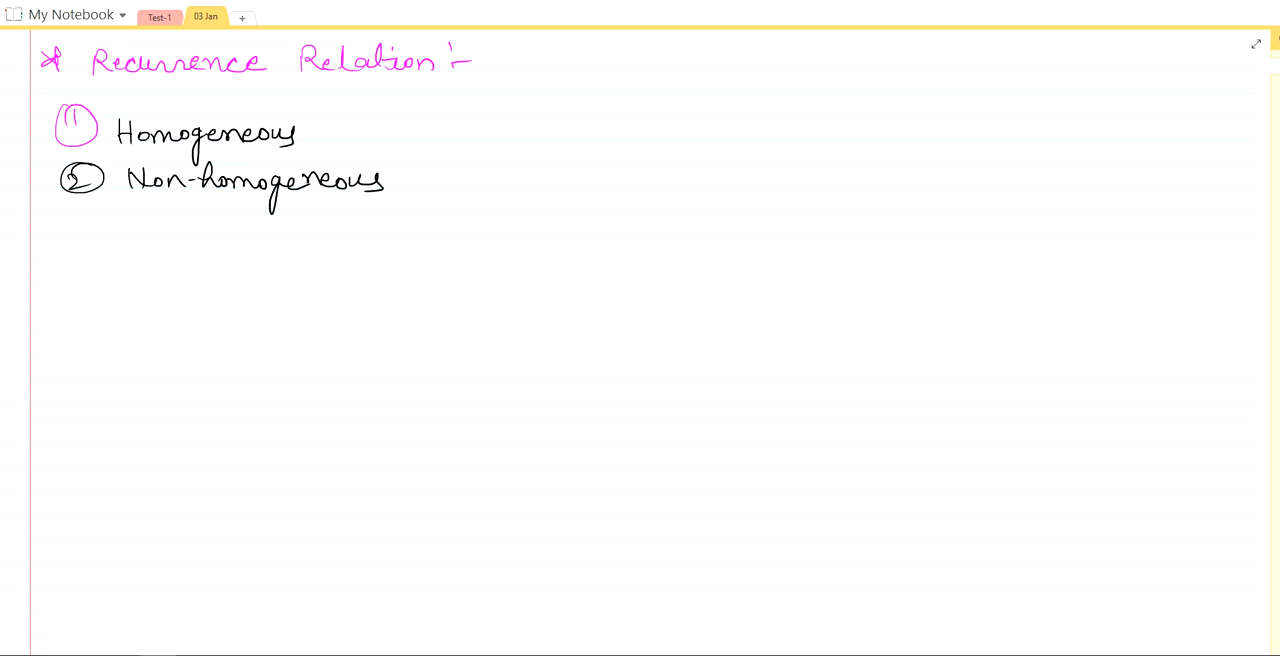 My Notebook
Test-1
03 Jan
+
* Recurrence Relation :-
① Homogeneous
② Non-homogeneous